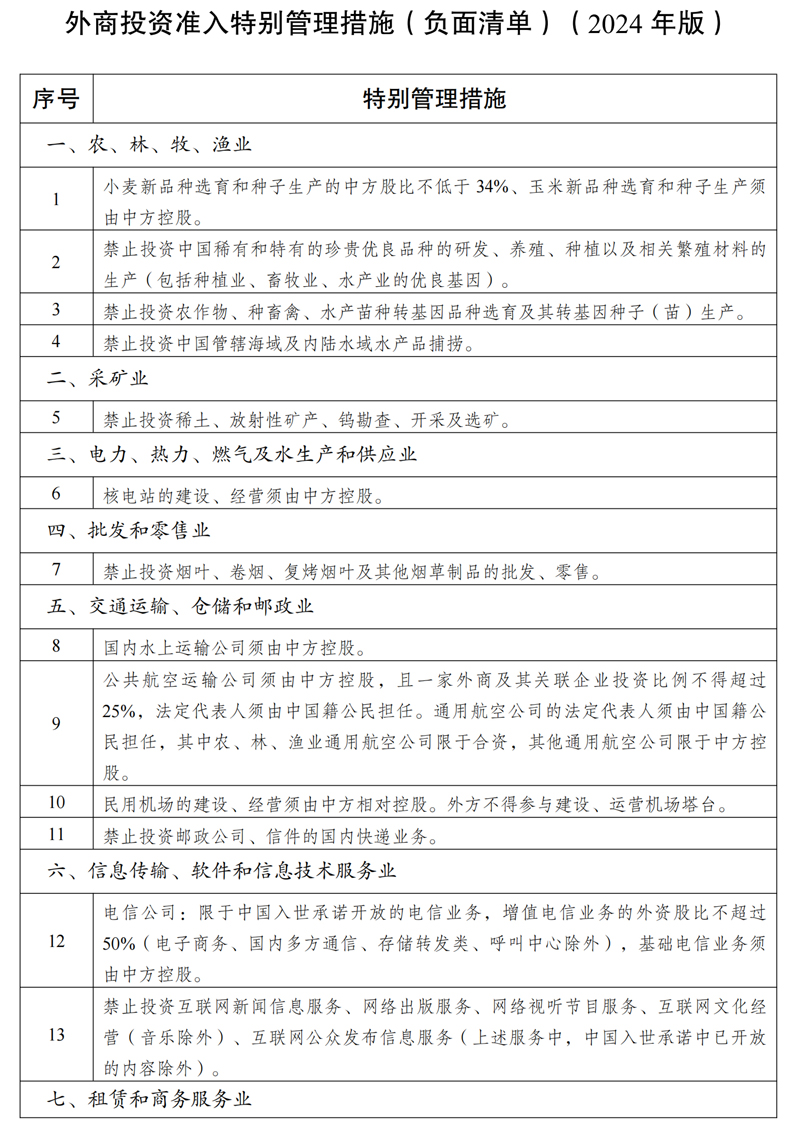 外商投资准入特别管理措施（负面清单）（2024 年版）
序号 特别管理措施
一、农、林、牧、渔业
1 小麦新品种选育和种子生产的中方股比不低于 34%、玉米新品种选育和种子生产须
由中方控股。
2 禁止投资中国稀有和特有的珍贵优良品种的研发、养殖、种植以及相关繁殖材料的
生产（包括种植业、畜牧业、水产业的优良基因）。
3 禁止投资农作物、种畜禽、水产苗种转基因品种选育及其转基因种子（苗）生产。
4 禁止投资中国管辖海域及内陆水域水产品捕捞。
二、采矿业
5 禁止投资稀土、放射性矿产、钨勘查、开采及选矿。
三、电力、热力、燃气及水生产和供应业
6 核电站的建设、经营须由中方控股。
四、批发和零售业
7 禁止投资烟叶、卷烟、复烤烟叶及其他烟草制品的批发、零售。
五、交通运输、仓储和邮政业
8 国内水上运输公司须由中方控股。
9 公共航空运输公司须由中方控股，且一家外商及其关联企业投资比例不得超过
25%，法定代表人须由中国籍公民担任。通用航空公司的法定代表人须由中国籍公
民担任，其中农、林、渔业通用航空公司限于合资，其他通用航空公司限于中方控
股。
10 民用机场的建设、经营须由中方相对控股。外方不得参与建设、运营机场塔台。
11 禁止投资邮政公司、信件的国内快递业务。
六、信息传输、软件和信息技术服务业
12 电信公司：限于中国入世承诺开放的电信业务，增值电信业务的外资股比不超过
50%（电子商务、国内多方通信、存储转发类、呼叫中心除外），基础电信业务须
由中方控股。
13 禁止投资互联网新闻信息服务、网络出版服务、网络视听节目服务、互联网文化经
营（音乐除外）、互联网公众发布信息服务（上述服务中，中国入世承诺中已开放
的内容除外）。
七、租赁和商务服务业